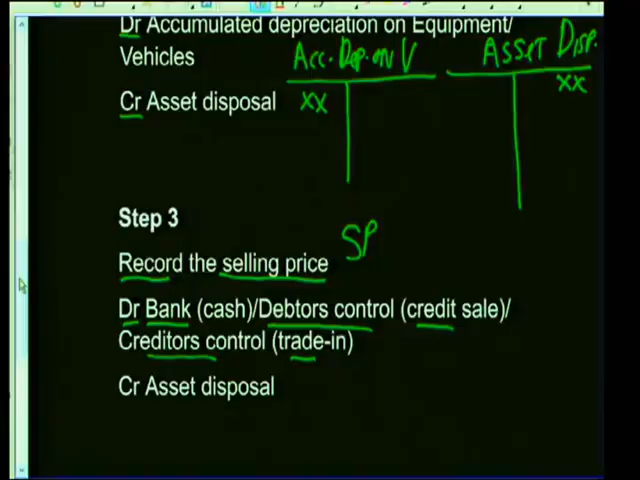 Dr Accumulated depreciation on Equipment/
Vehicles
Acc. Dep. on V
Asset Disp.
xx
Cr Asset disposal
xx
Step 3
SP
Record the selling price
Dr Bank (cash)/Debtors control (credit sale)/
Creditors control (trade-in)
Cr Asset disposal